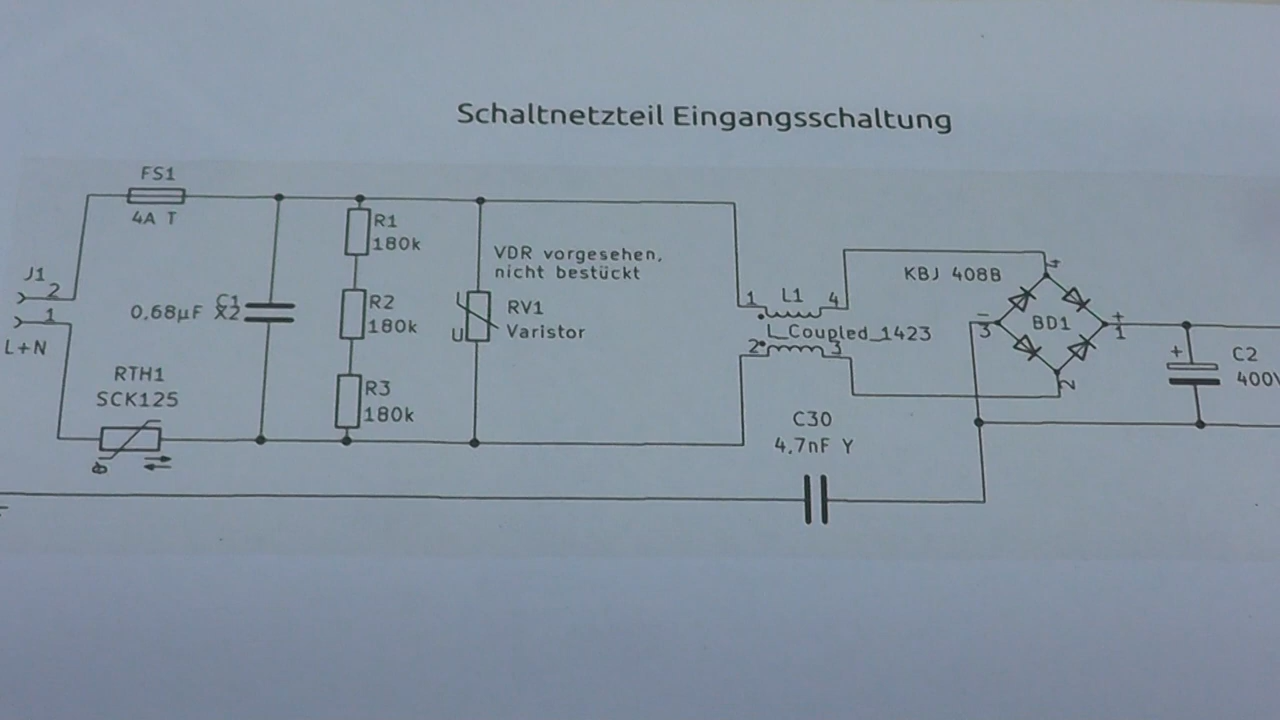 Schaltnetzteil Eingangsschaltung
FS1
4A T
J1
2
1
L+N
0,68µF
C1
X2
RTH1
SCK125
R1
180k
R2
180k
R3
180k
VDR vorgesehen,
nicht bestückt
RV1
Varistor
U
1
L1
4
L_Coupled_1423
2
3
C30
4,7nF Y
KBJ 408B
BD1
-
3
+
1
2
+
C2
400V